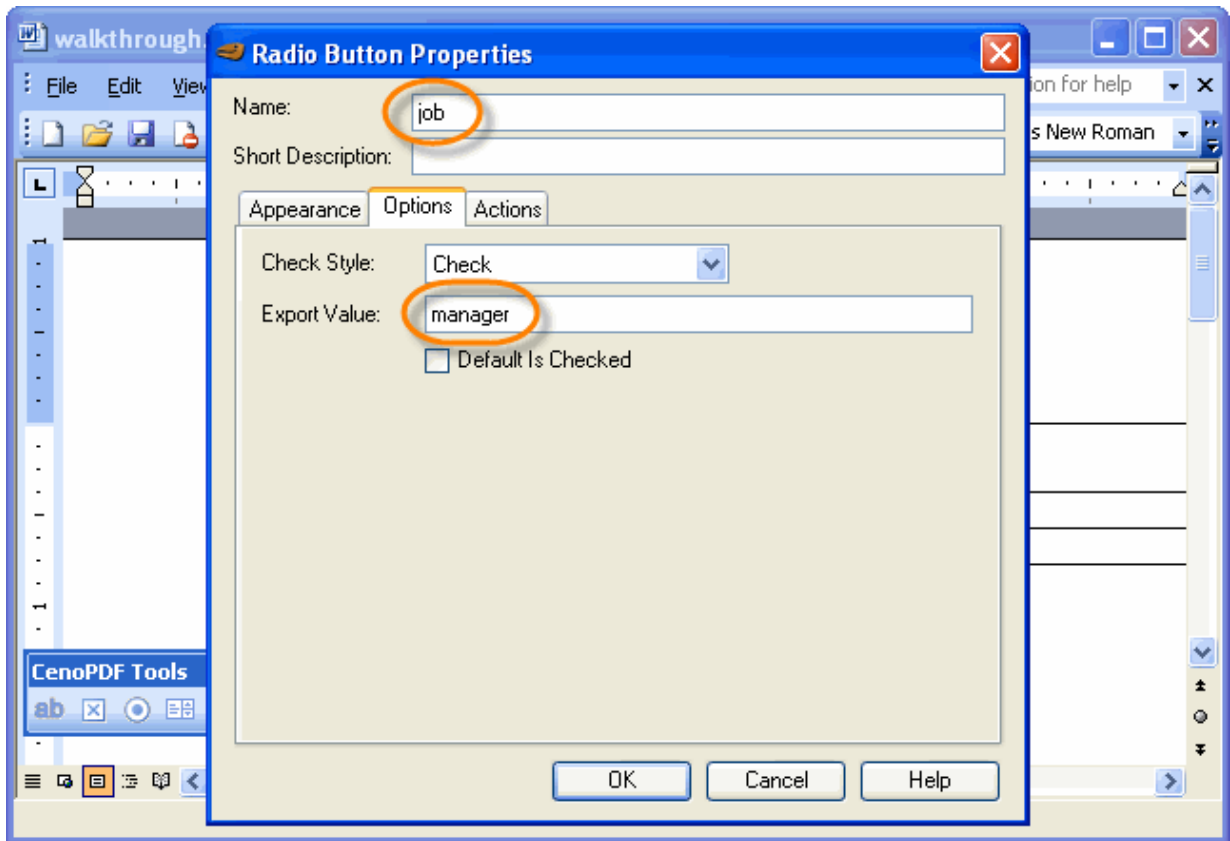 walkthrough.
Radio Button Properties
File Edit View
ion for help
Name: job
s New Roman
Short Description:
L
Appearance Options Actions
Check Style: Check
Export Value: manager
Default Is Checked
CenoPDF Tools
ab
OK Cancel Help